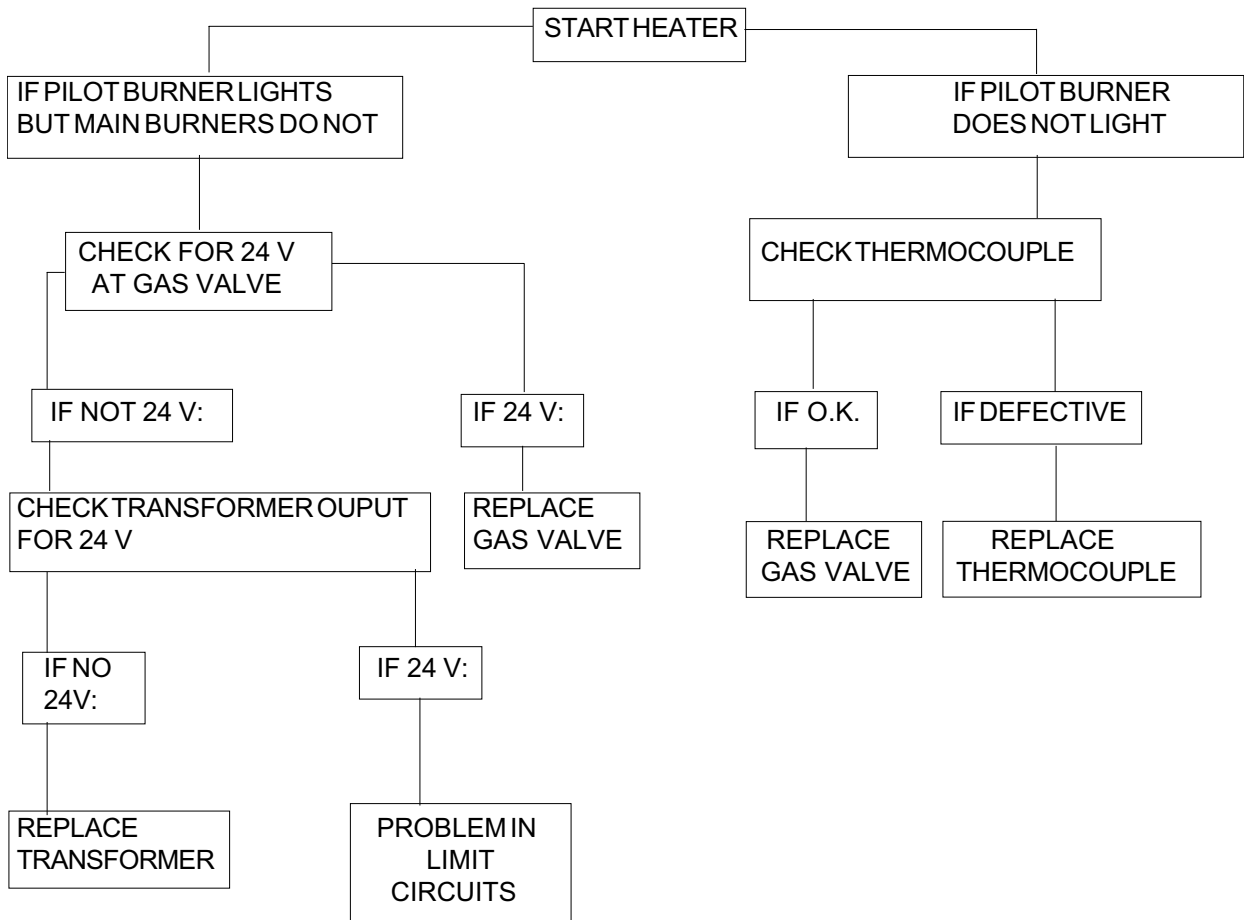 START HEATER
IF PILOT BURNER LIGHTS
BUT MAIN BURNERS DO NOT
IF PILOT BURNER
DOES NOT LIGHT
CHECK FOR 24 V
AT GAS VALVE
CHECK THERMOCOUPLE
IF NOT 24 V:
IF 24 V:
IF O.K.
IF DEFECTIVE
CHECK TRANSFORMER OUPUT
FOR 24 V
REPLACE
GAS VALVE
REPLACE
GAS VALVE
REPLACE
THERMOCOUPLE
IF NO
24V:
IF 24 V:
REPLACE
TRANSFORMER
PROBLEM IN
LIMIT
CIRCUITS